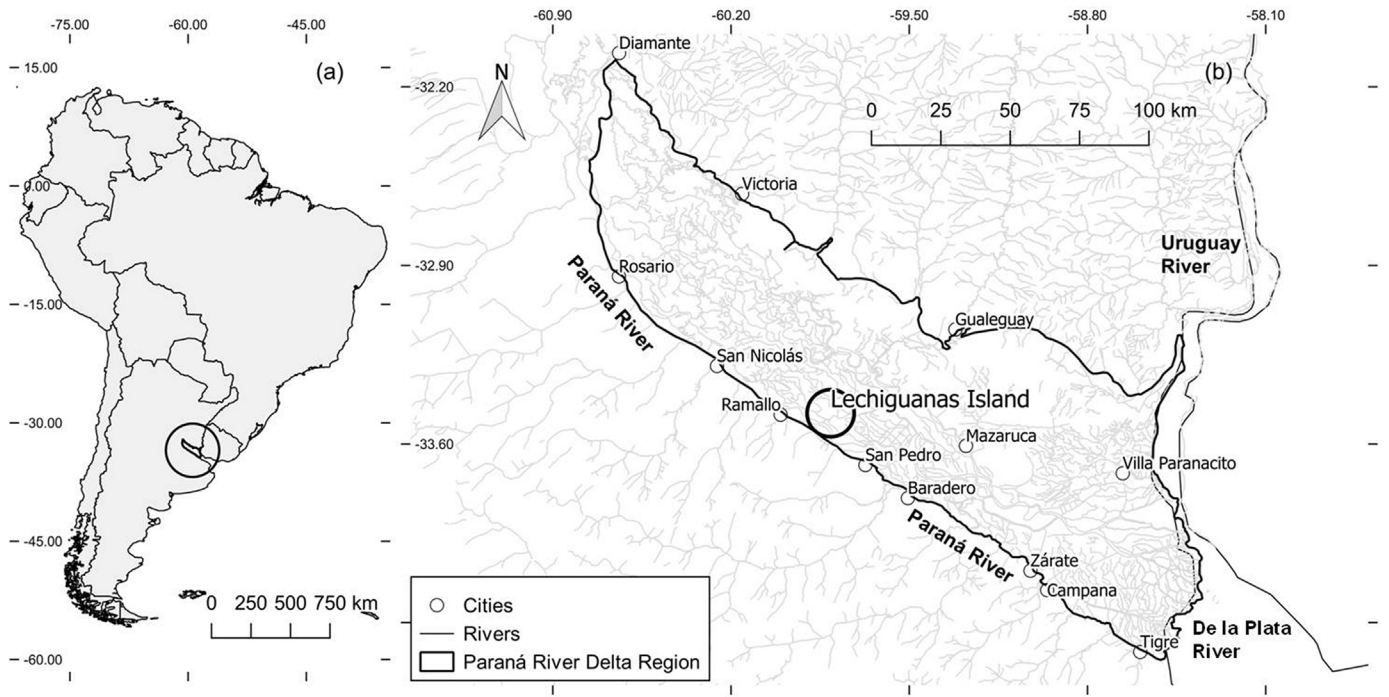 -75.00 -60.00 -45.00
(a)
15.00
0.00
-15.00
-30.00
-45.00
-60.00
0 250 500 750 km
-60.90 -60.20 -59.50 -58.80 -58.10
(b)
N
0 25 50 75 100 km
-32.20
-32.90
-33.60
Diamante
Victoria
Uruguay
River
Rosario
Paraná River
Gualeguay
San Nicolás
Lechiguanas Island
Ramallo
Mazaruca
San Pedro
Villa Paranacito
Baradero
Paraná River
Zárate
Campana
De la Plata
River
Tigre
Cities
Rivers
Paraná River Delta Region